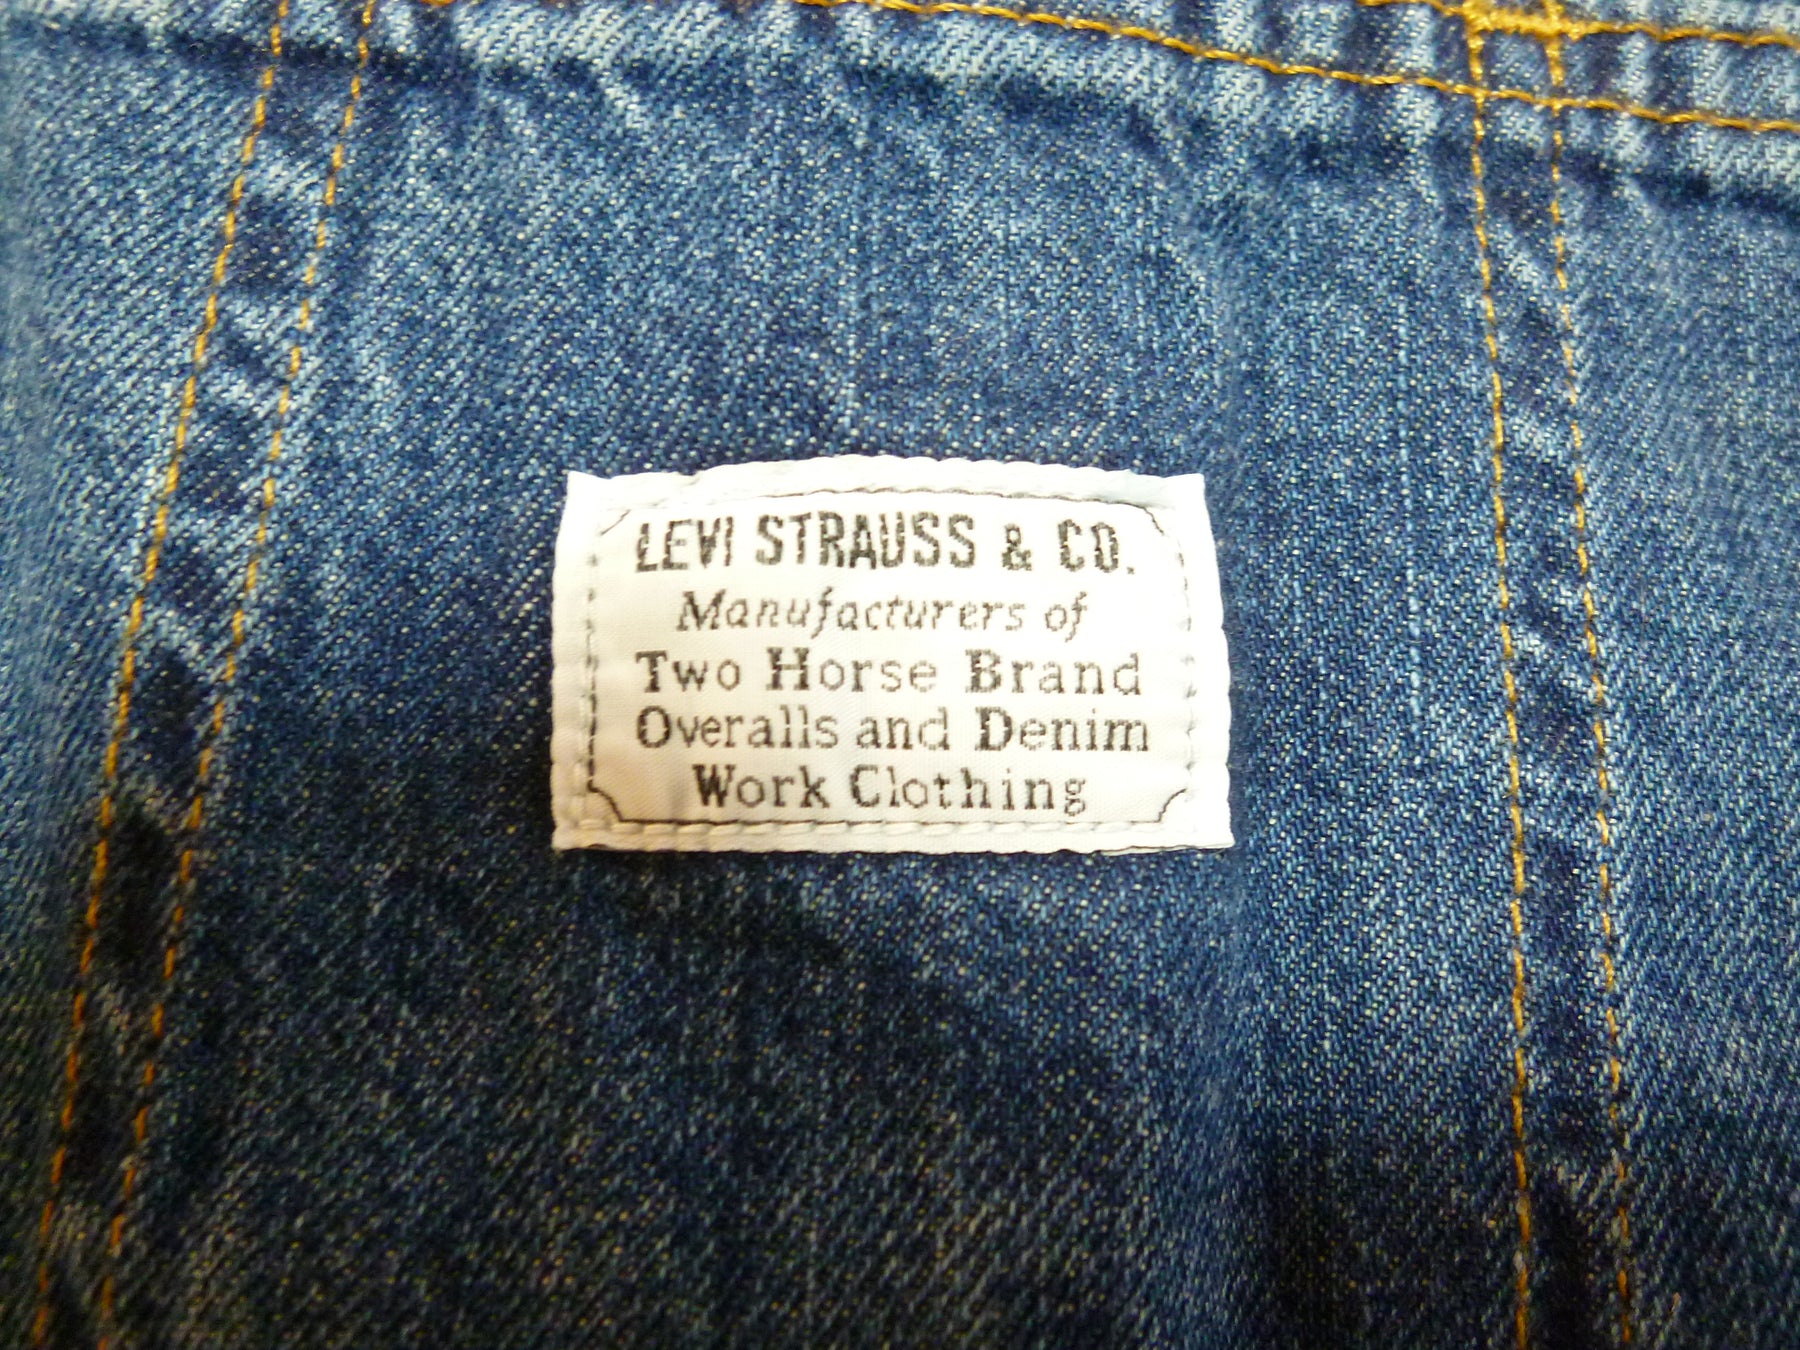 LEVI STRAUSS & CO.
Manufacturers of
Two Horse Brand
Overalls and Denim
Work Clothing